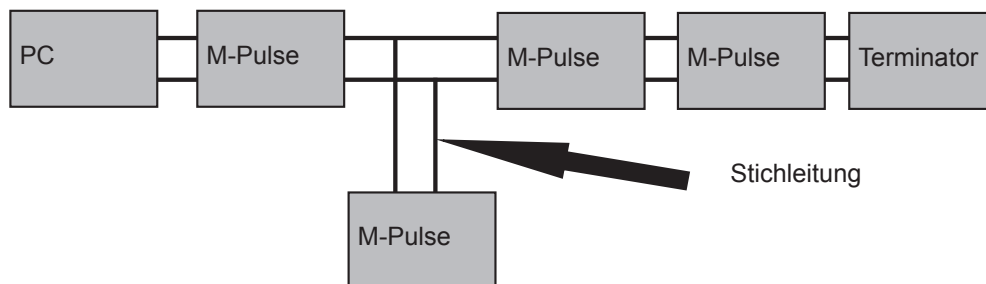 PC
M-Pulse
M-Pulse
M-Pulse
Terminator
Stichleitung
M-Pulse